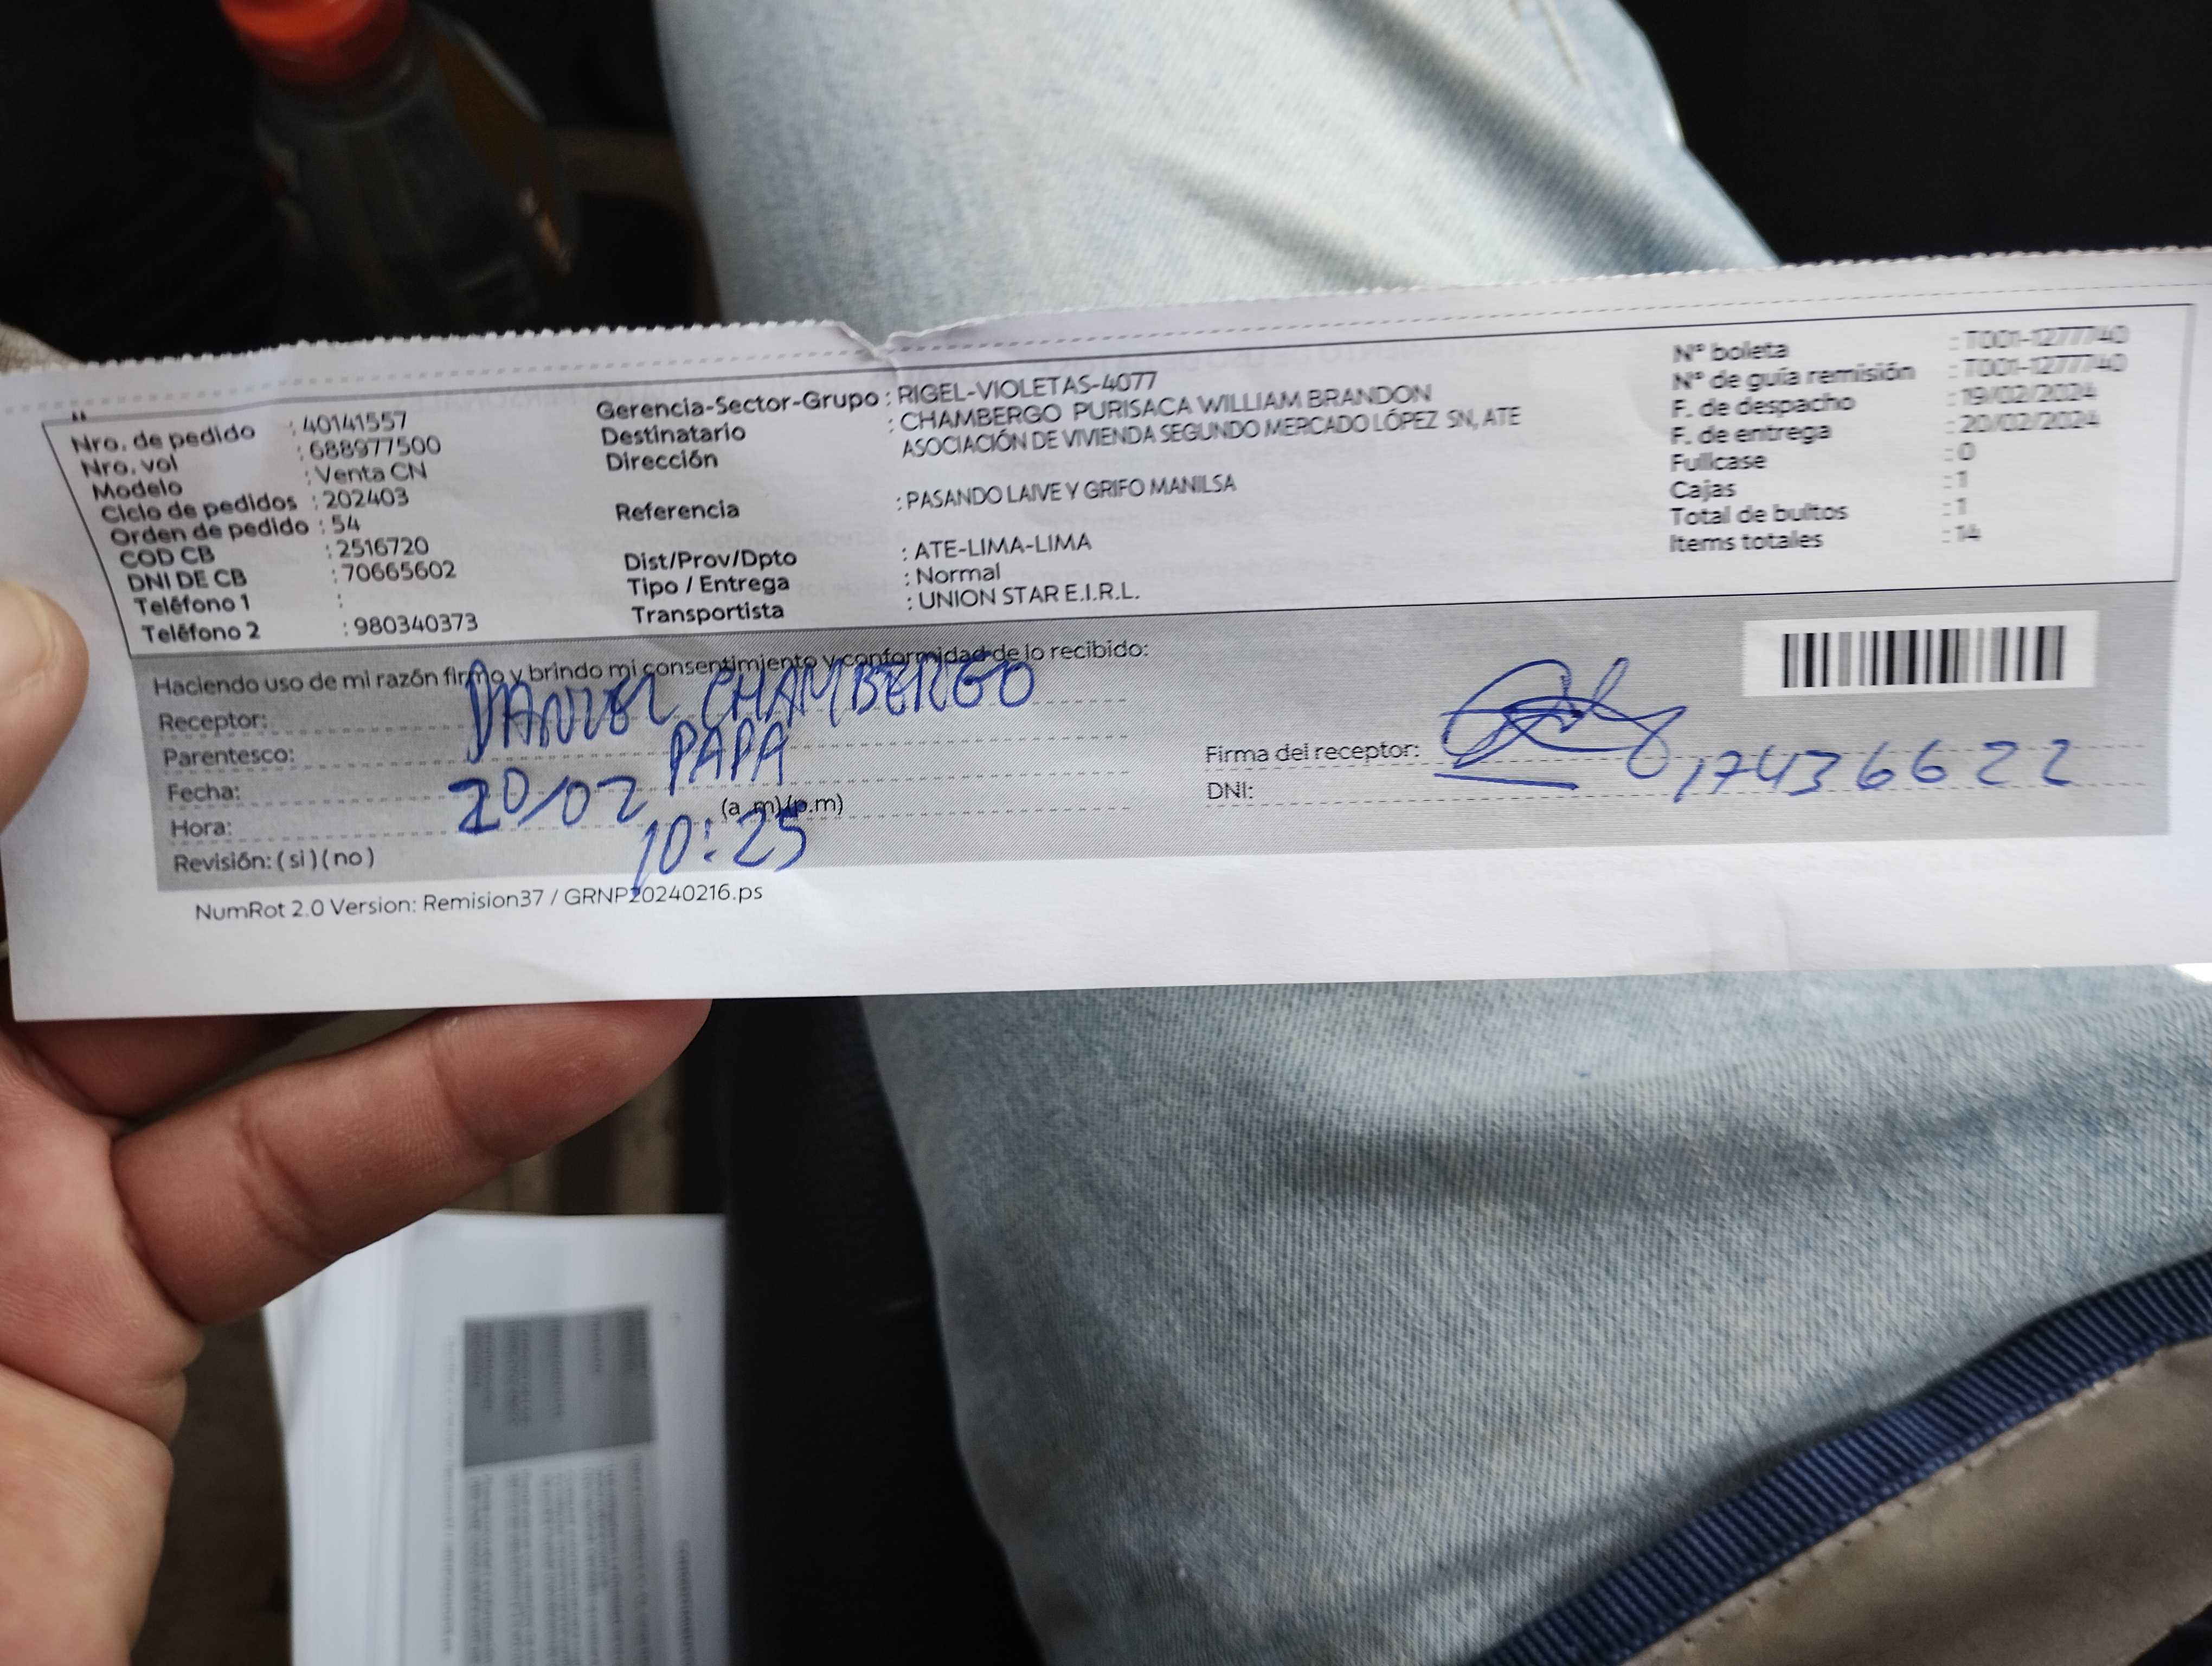 Nro. de pedido : 40141557
Nro. vol : 688977500
Modelo : Venta CN
Ciclo de pedidos : 202403
Orden de pedido : 54
COD CB : 2516720
DNI DE CB : 70665602
Teléfono 1 :
Teléfono 2 : 980340373
Gerencia-Sector-Grupo : RIGEL-VIOLETAS-4077
Destinatario : CHAMBERGO PURISACA WILLIAM BRANDON
Dirección ASOCIACIÓN DE VIVIENDA SEGUNDO MERCADO LÓPEZ SN, ATE
Referencia : PASANDO LAIVE Y GRIFO MANILSA
Dist/Prov/Dpto : ATE-LIMA-LIMA
Tipo / Entrega : Normal
Transportista : UNION STAR E.I.R.L.
Nº boleta : T001-1277740
Nº de guía remisión : T001-1277740
F. de despacho : 19/02/2024
F. de entrega : 20/02/2024
Fullcase : 0
Cajas : 1
Total de bultos : 1
Items totales : 14
Haciendo uso de mi razón firmo y brindo mi consentimiento y conformidad de lo recibido:
Receptor: DANIEL CHAMBERGO
Parentesco: PAPA
Fecha: 20/02
Hora: (a.m)(p.m) 10:25
Revisión: (si)(no)
Firma del receptor:
DNI: 17436622
NumRot 2.0 Version: Remision37 / GRNP20240216.ps